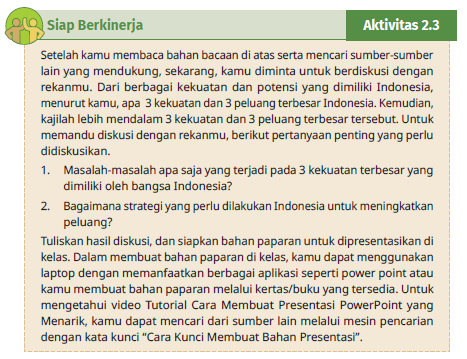 Siap Berkinerja
Aktivitas 2.3
Setelah kamu membaca bahan bacaan di atas serta mencari sumber-sumber
lain yang mendukung, sekarang, kamu diminta untuk berdiskusi dengan
rekanmu. Dari berbagai kekuatan dan potensi yang dimiliki Indonesia,
menurut kamu, apa 3 kekuatan dan 3 peluang terbesar Indonesia. Kemudian,
kajilah lebih mendalam 3 kekuatan dan 3 peluang terbesar tersebut. Untuk
memandu diskusi dengan rekanmu, berikut pertanyaan penting yang perlu
didiskusikan.
1. Masalah-masalah apa saja yang terjadi pada 3 kekuatan terbesar yang
dimiliki oleh bangsa Indonesia?
2. Bagaimana strategi yang perlu dilakukan Indonesia untuk meningkatkan
peluang?
Tuliskan hasil diskusi, dan siapkan bahan paparan untuk dipresentasikan di
kelas. Dalam membuat bahan paparan di kelas, kamu dapat menggunakan
laptop dengan memanfaatkan berbagai aplikasi seperti power point atau
kamu membuat bahan paparan melalui kertas/buku yang tersedia. Untuk
mengetahui video Tutorial Cara Membuat Presentasi PowerPoint yang
Menarik, kamu dapat mencari dari sumber lain melalui mesin pencarian
dengan kata kunci “Cara Kunci Membuat Bahan Presentasi”.